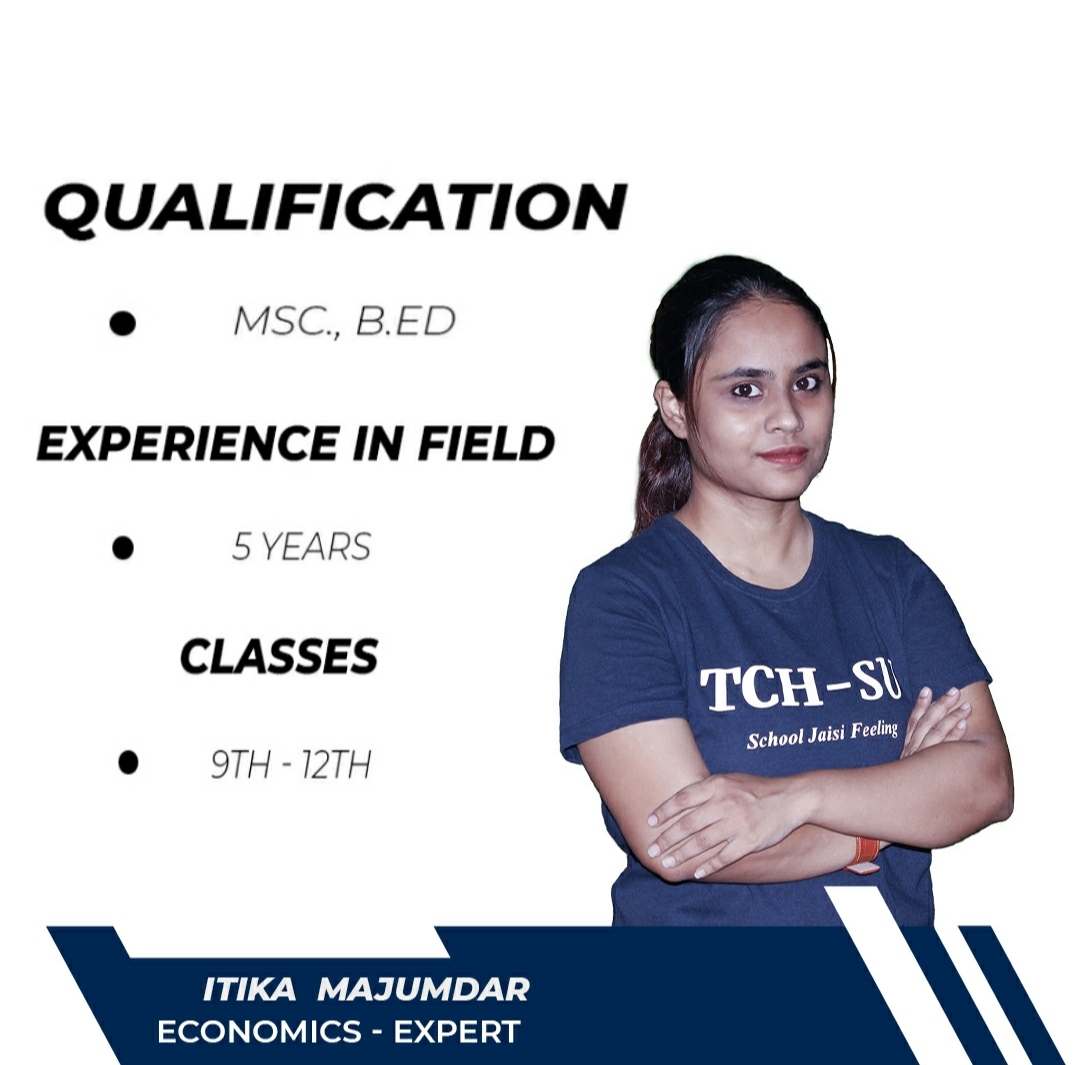 QUALIFICATION
MSC., B.ED
EXPERIENCE IN FIELD
5 YEARS
CLASSES
9TH - 12TH
TCH-SU
School Jaisi Feeling
ITIKA MAJUMDAR
ECONOMICS - EXPERT